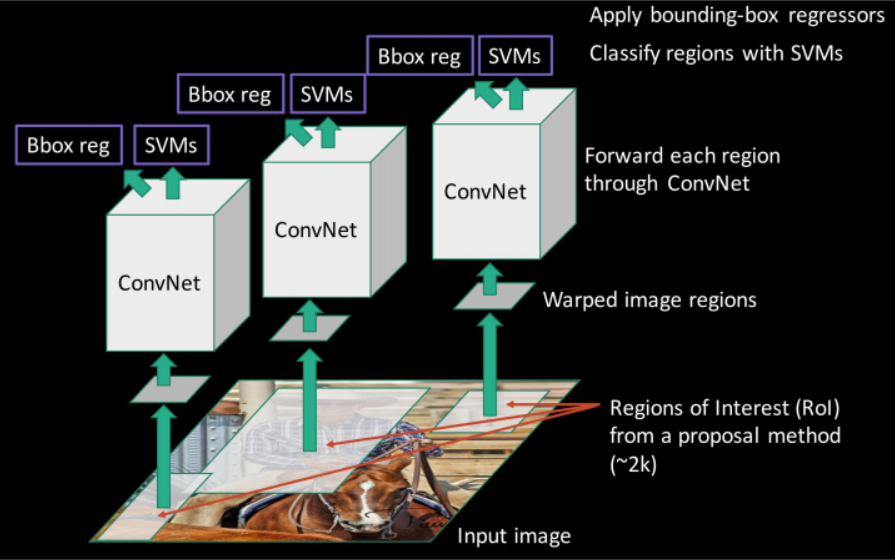 Apply bounding-box regressors
Bbox reg
SVMs
Classify regions with SVMs
Bbox reg
SVMs
Bbox reg
SVMs
Forward each region
through ConvNet
ConvNet
ConvNet
ConvNet
Warped image regions
Regions of Interest (RoI)
from a proposal method
(~2k)
Input image